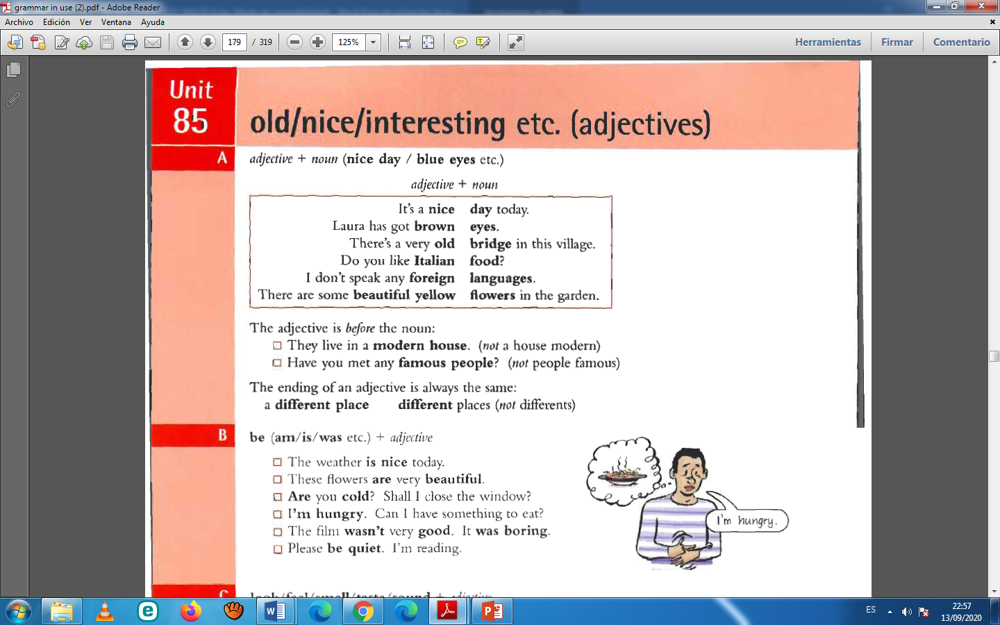 grammar in use (2).pdf - Adobe Reader
Archivo Edición Ver Ventana Ayuda
179 / 319 125% Herramientas Firmar Comentario
Unit
85
old/nice/interesting etc. (adjectives)
A
adjective + noun (nice day / blue eyes etc.)
adjective + noun
It's a nice day today.
Laura has got brown eyes.
There's a very old bridge in this village.
Do you like Italian food?
I don't speak any foreign languages.
There are some beautiful yellow flowers in the garden.
The adjective is before the noun:
They live in a modern house. (not a house modern)
Have you met any famous people? (not people famous)
The ending of an adjective is always the same:
a different place different places (not differents)
B
be (am/is/was etc.) + adjective
The weather is nice today.
These flowers are very beautiful.
Are you cold? Shall I close the window?
I'm hungry. Can I have something to eat?
The film wasn't very good. It was boring.
Please be quiet. I'm reading.
I'm hungry.
C
look/feel/smell/taste/sound + adjective
ES
22:57
13/09/2020